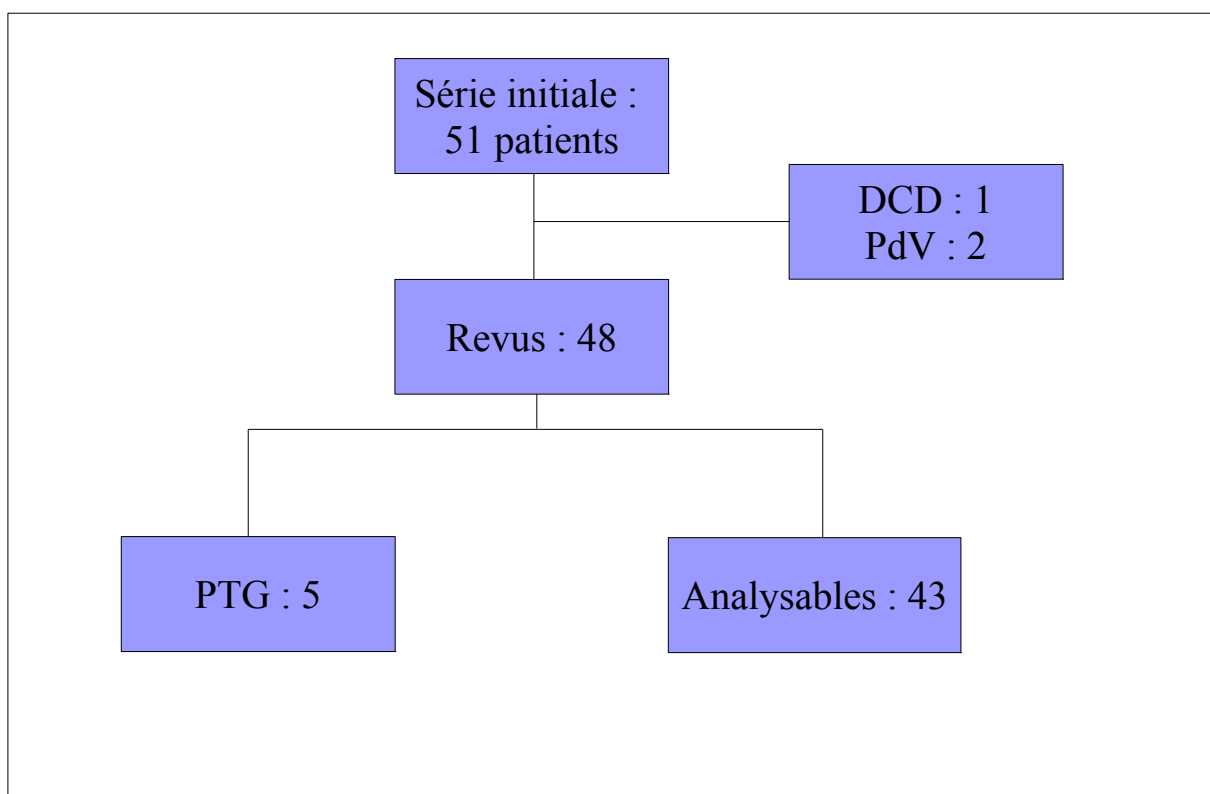 Série initiale :
51 patients
DCD : 1
PdV : 2
Revus : 48
PTG : 5
Analysables : 43